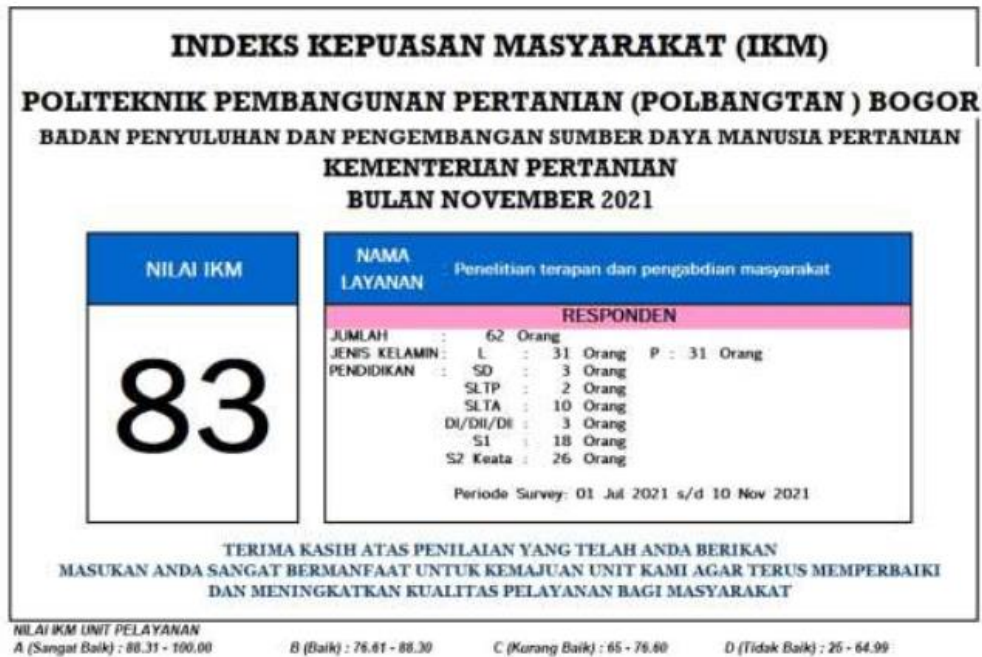 INDEKS KEPUASAN MASYARAKAT (IKM)
POLITEKNIK PEMBANGUNAN PERTANIAN (POLBANGTAN ) BOGOR
BADAN PENYULUHAN DAN PENGEMBANGAN SUMBER DAYA MANUSIA PERTANIAN
KEMENTERIAN PERTANIAN
BULAN NOVEMBER 2021
NILAI IKM
83
NAMA LAYANAN : Penelitian terapan dan pengabdian masyarakat
RESPONDEN
JUMLAH : 62 Orang
JENIS KELAMIN : L : 31 Orang P : 31 Orang
PENDIDIKAN : SD : 3 Orang
SLTP : 2 Orang
SLTA : 10 Orang
DI/DII/DI : 3 Orang
S1 : 18 Orang
S2 Keata : 26 Orang
Periode Survey: 01 Jul 2021 s/d 10 Nov 2021
TERIMA KASIH ATAS PENILAIAN YANG TELAH ANDA BERIKAN
MASUKAN ANDA SANGAT BERMANFAAT UNTUK KEMAJUAN UNIT KAMI AGAR TERUS MEMPERBAIKI
DAN MENINGKATKAN KUALITAS PELAYANAN BAGI MASYARAKAT
NILAI IKM UNIT PELAYANAN
A (Sangat Baik) : 88.31 - 100.00 B (Baik) : 76.61 - 88.30 C (Kurang Baik) : 65 - 76.60 D (Tidak Baik) : 25 - 64.99